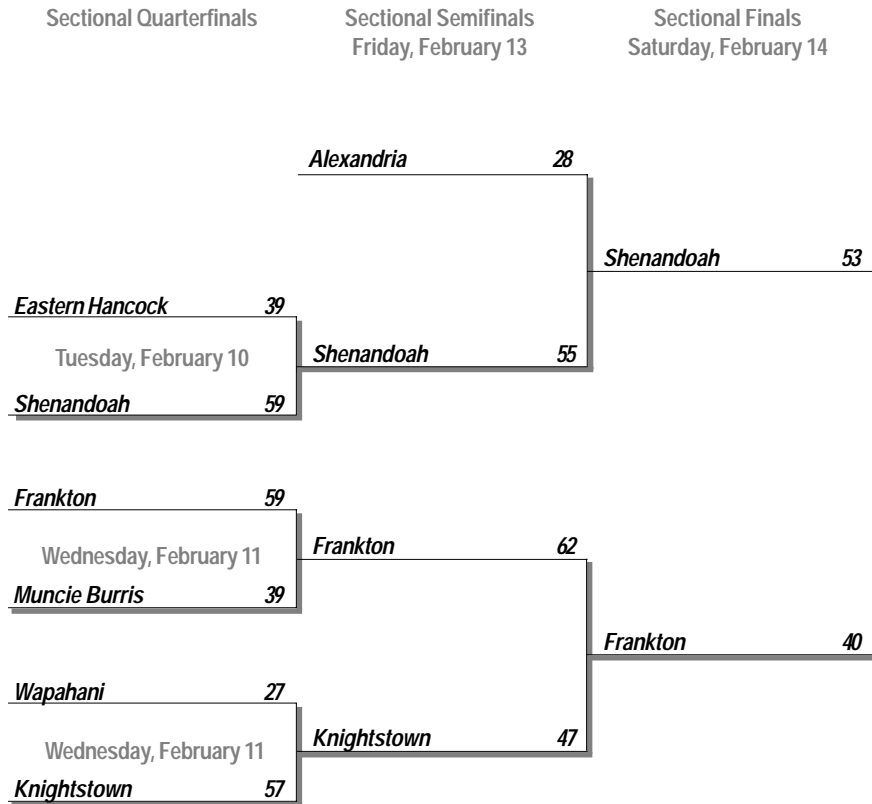 Sectional Quarterfinals
Sectional Semifinals
Friday, February 13
Sectional Finals
Saturday, February 14
Alexandria 28
Shenandoah 53
Eastern Hancock 39
Tuesday, February 10
Shenandoah 55
Shenandoah 59
Frankton 59
Wednesday, February 11
Frankton 62
Muncie Burris 39
Frankton 40
Wapahani 27
Wednesday, February 11
Knightstown 47
Knightstown 57